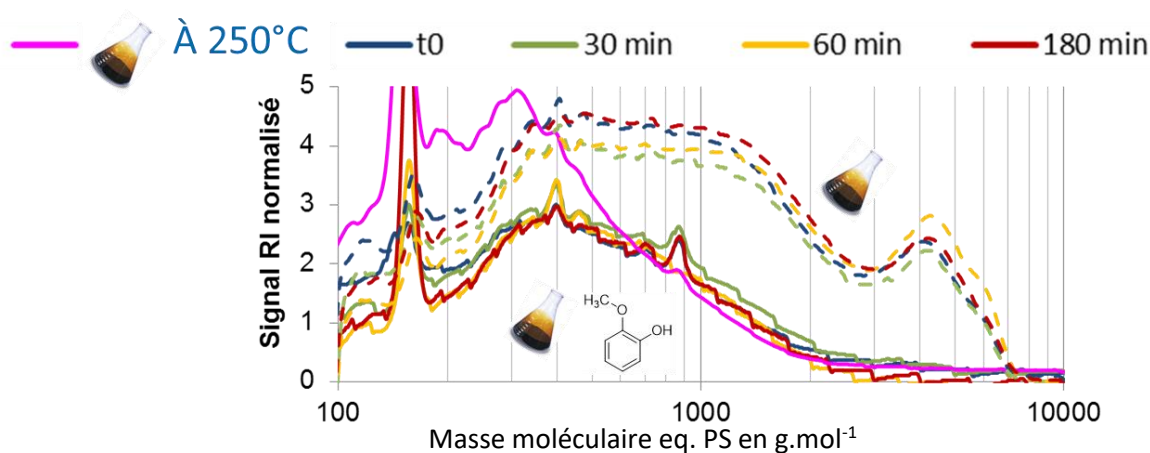 À 250°C
t0
30 min
60 min
180 min
Signal RI normalisé
5
4
3
2
1
0
H₃C
O
OH
100
1000
10000
Masse moléculaire eq. PS en g.mol⁻¹